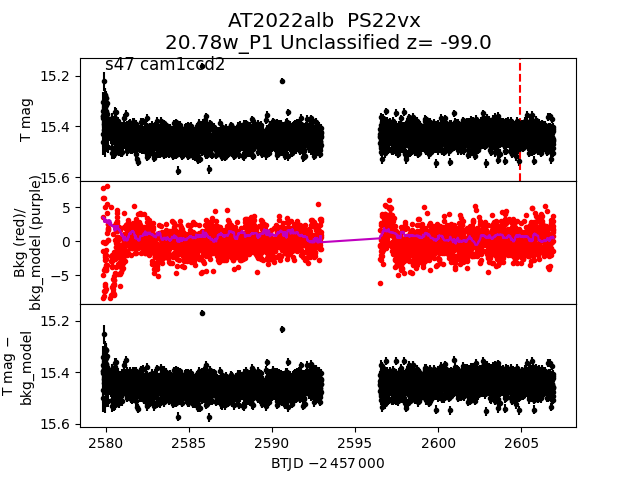 AT2022alb  PS22vx
20.78w_P1 Unclassified z= -99.0
s47 cam1ccd2
T mag
15.2
15.4
15.6
Bkg (red)/
bkg_model (purple)
5
0
−5
T mag −
bkg_model
15.2
15.4
15.6
2580 2585 2590 2595 2600 2605
BTJD −2 457 000